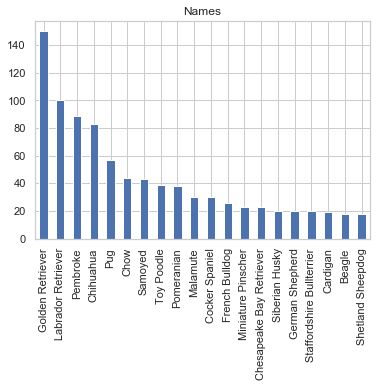 Names
140
120
100
80
60
40
20
0
Golden Retriever
Labrador Retriever
Pembroke
Chihuahua
Pug
Chow
Samoyed
Toy Poodle
Pomeranian
Malamute
Cocker Spaniel
French Bulldog
Miniature Pinscher
Chesapeake Bay Retriever
Siberian Husky
German Shepherd
Staffordshire Bullterrier
Cardigan
Beagle
Shetland Sheepdog